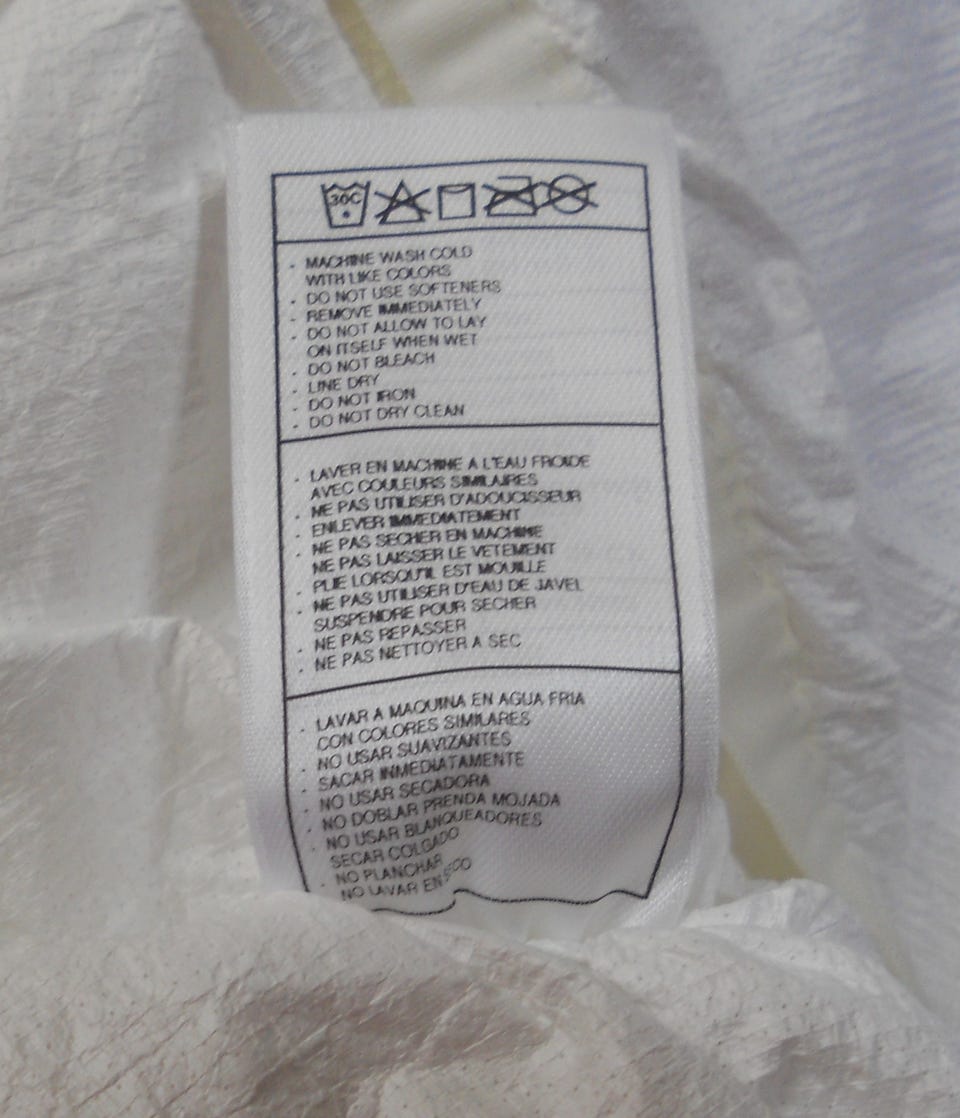 30C
- MACHINE WASH COLD
WITH LIKE COLORS
- DO NOT USE SOFTENERS
- REMOVE IMMEDIATELY
- DO NOT ALLOW TO LAY
ON ITSELF WHEN WET
- DO NOT BLEACH
- LINE DRY
- DO NOT IRON
- DO NOT DRY CLEAN
- LAVER EN MACHINE A L'EAU FROIDE
AVEC COULEURS SIMILAIRES
- NE PAS UTILISER D'ADOUCISSEUR
- ENLEVER IMMEDIATEMENT
- NE PAS SECHER EN MACHINE
- NE PAS LAISSER LE VETEMENT
PLIE LORSQU'IL EST MOUILLE
- NE PAS UTILISER D'EAU DE JAVEL
- SUSPENDRE POUR SECHER
- NE PAS REPASSER
- NE PAS NETTOYER A SEC
- LAVAR A MAQUINA EN AGUA FRIA
CON COLORES SIMILARES
- NO USAR SUAVIZANTES
- SACAR INMEDIATAMENTE
- NO USAR SECADORA
- NO DOBLAR PRENDA MOJADA
- NO USAR BLANQUEADORES
- SECAR COLGADO
- NO PLANCHAR
- NO LAVAR EN SECO